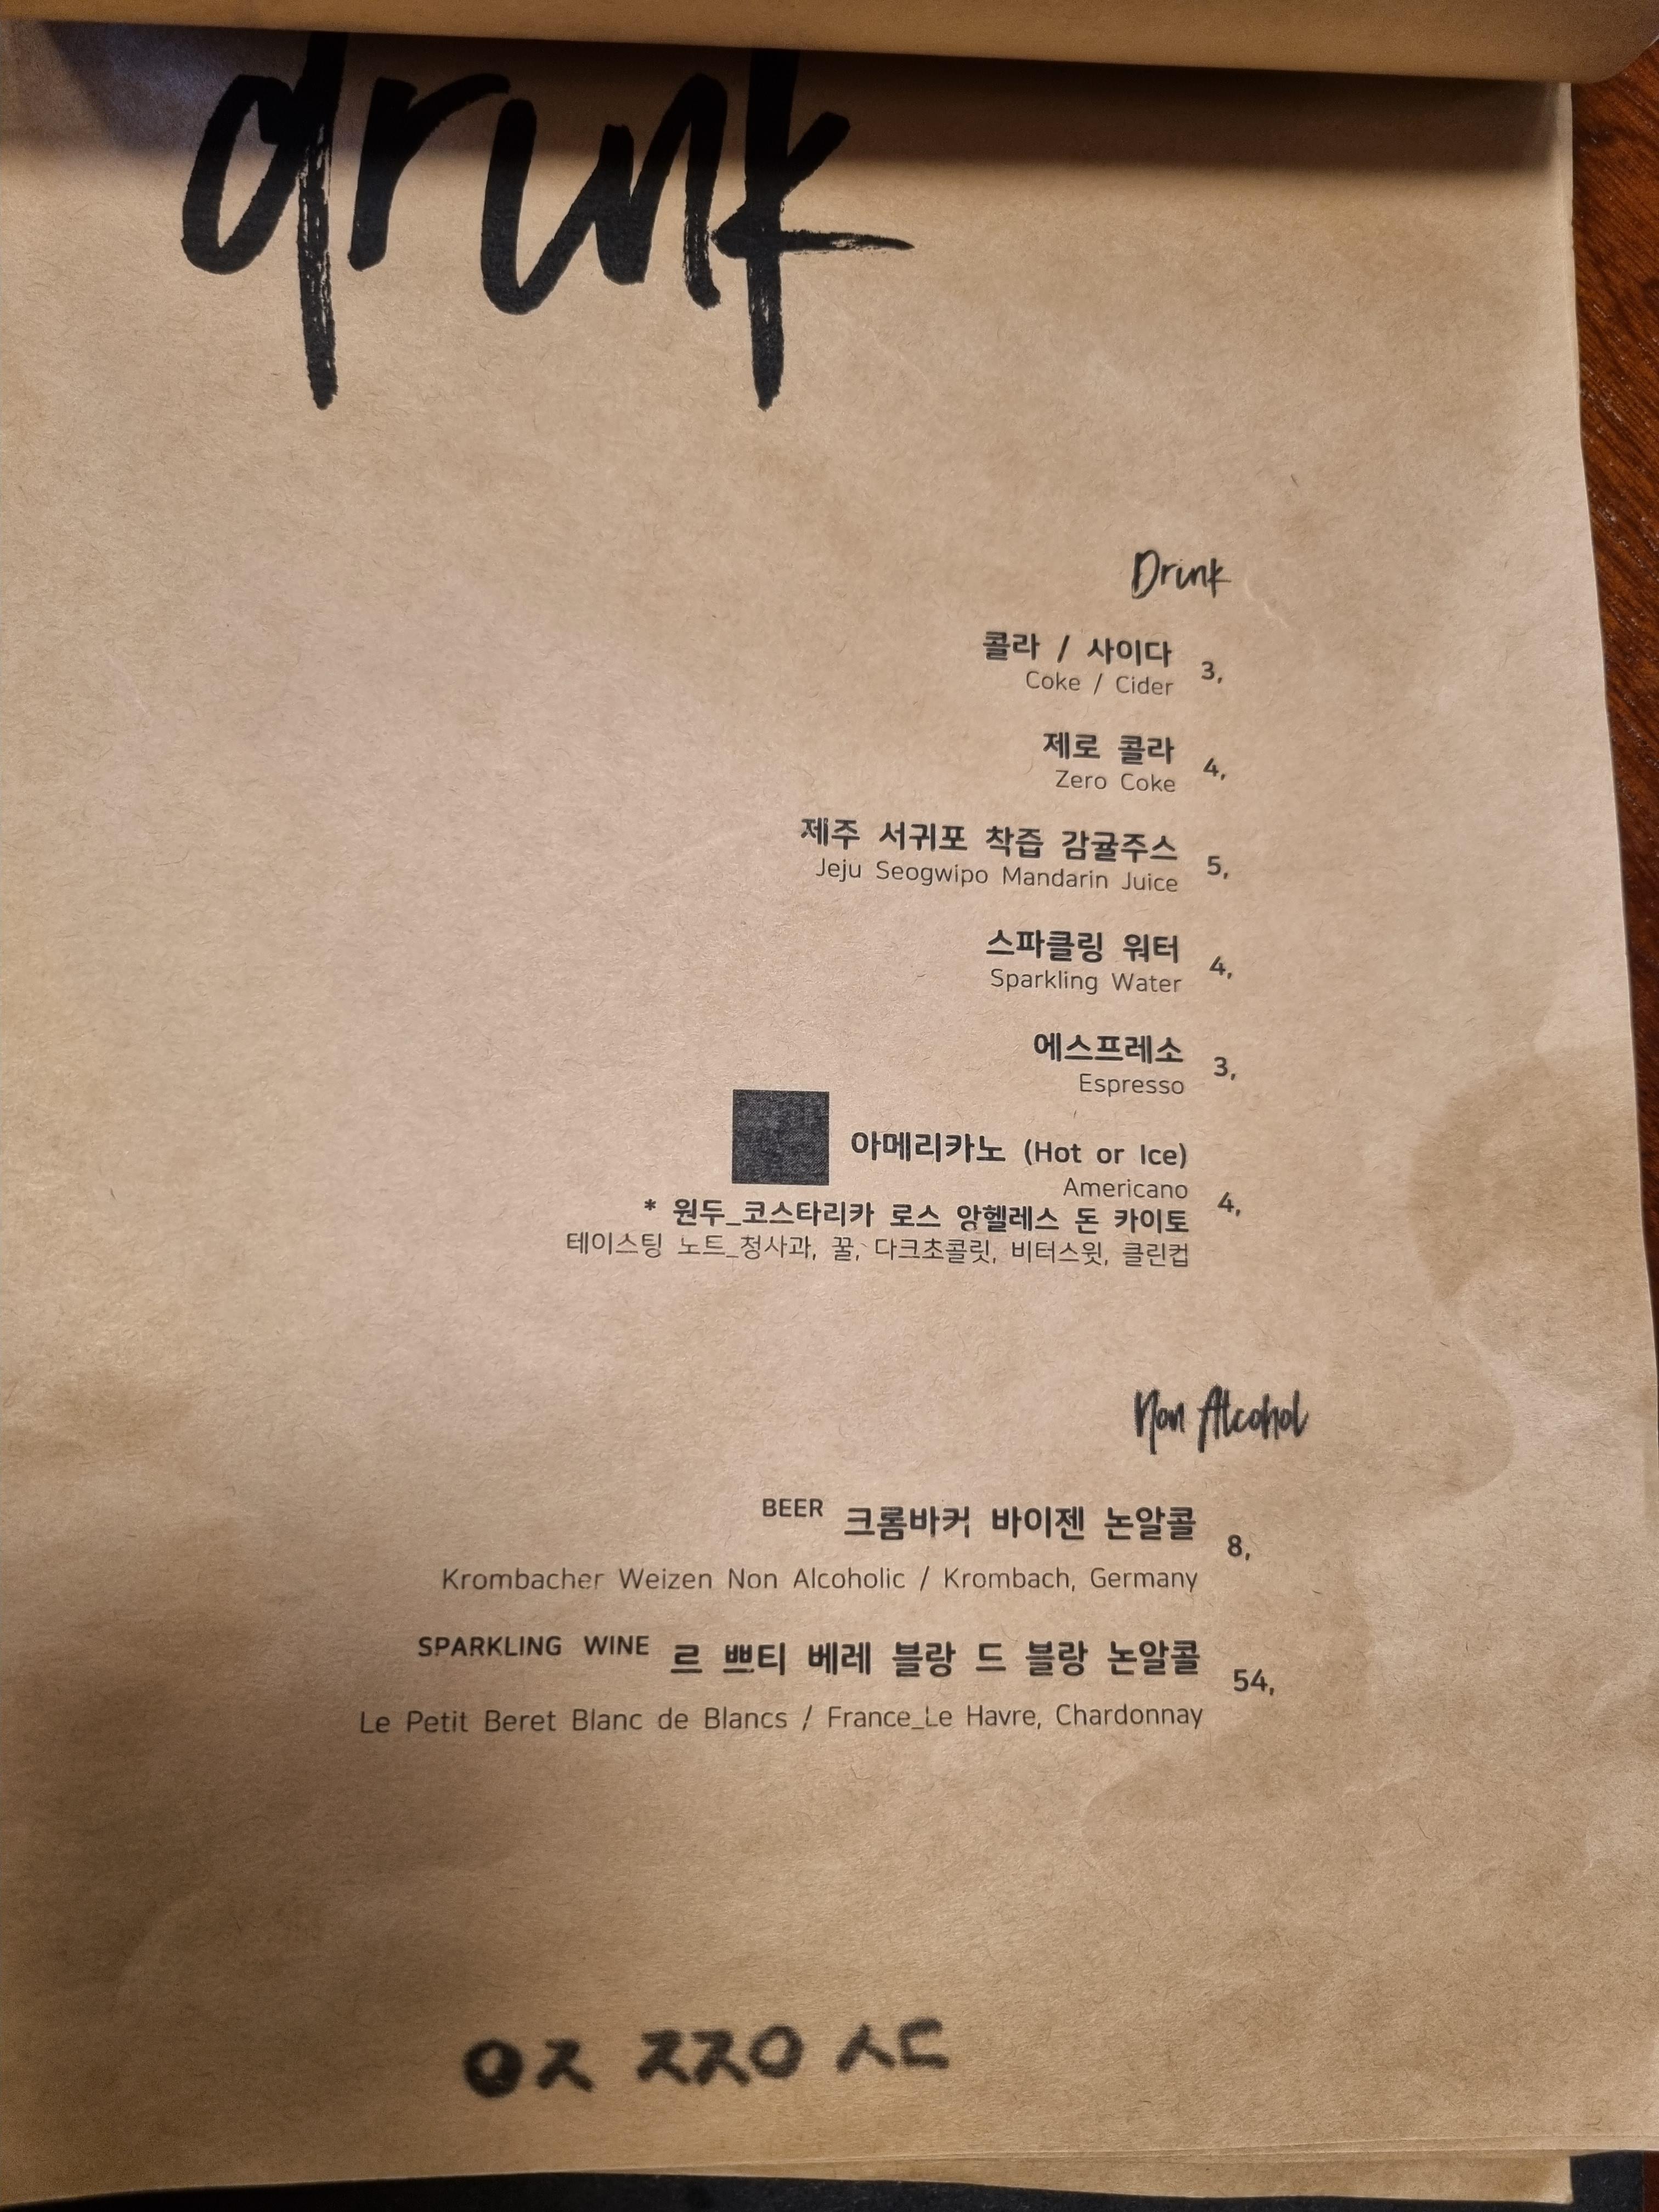 drink
Drink
콜라 / 사이다
Coke / Cider 3,
제로 콜라
Zero Coke 4,
제주 서귀포 착즙 감귤주스
Jeju Seogwipo Mandarin Juice 5,
스파클링 워터
Sparkling Water 4,
에스프레소
Espresso 3,
아메리카노 (Hot or Ice)
Americano 4,
* 원두_코스타리카 로스 앙헬레스 돈 카이토
테이스팅 노트_청사과, 꿀, 다크초콜릿, 비터스윗, 클린컵
Non Alcohol
BEER 크롬바커 바이젠 논알콜 8,
Krombacher Weizen Non Alcoholic / Krombach, Germany
SPARKLING WINE 르 쁘티 베레 블랑 드 블랑 논알콜 54,
Le Petit Beret Blanc de Blancs / France_Le Havre, Chardonnay
ㅇㅈ ㅈㅈㅇ ㅅㄷ